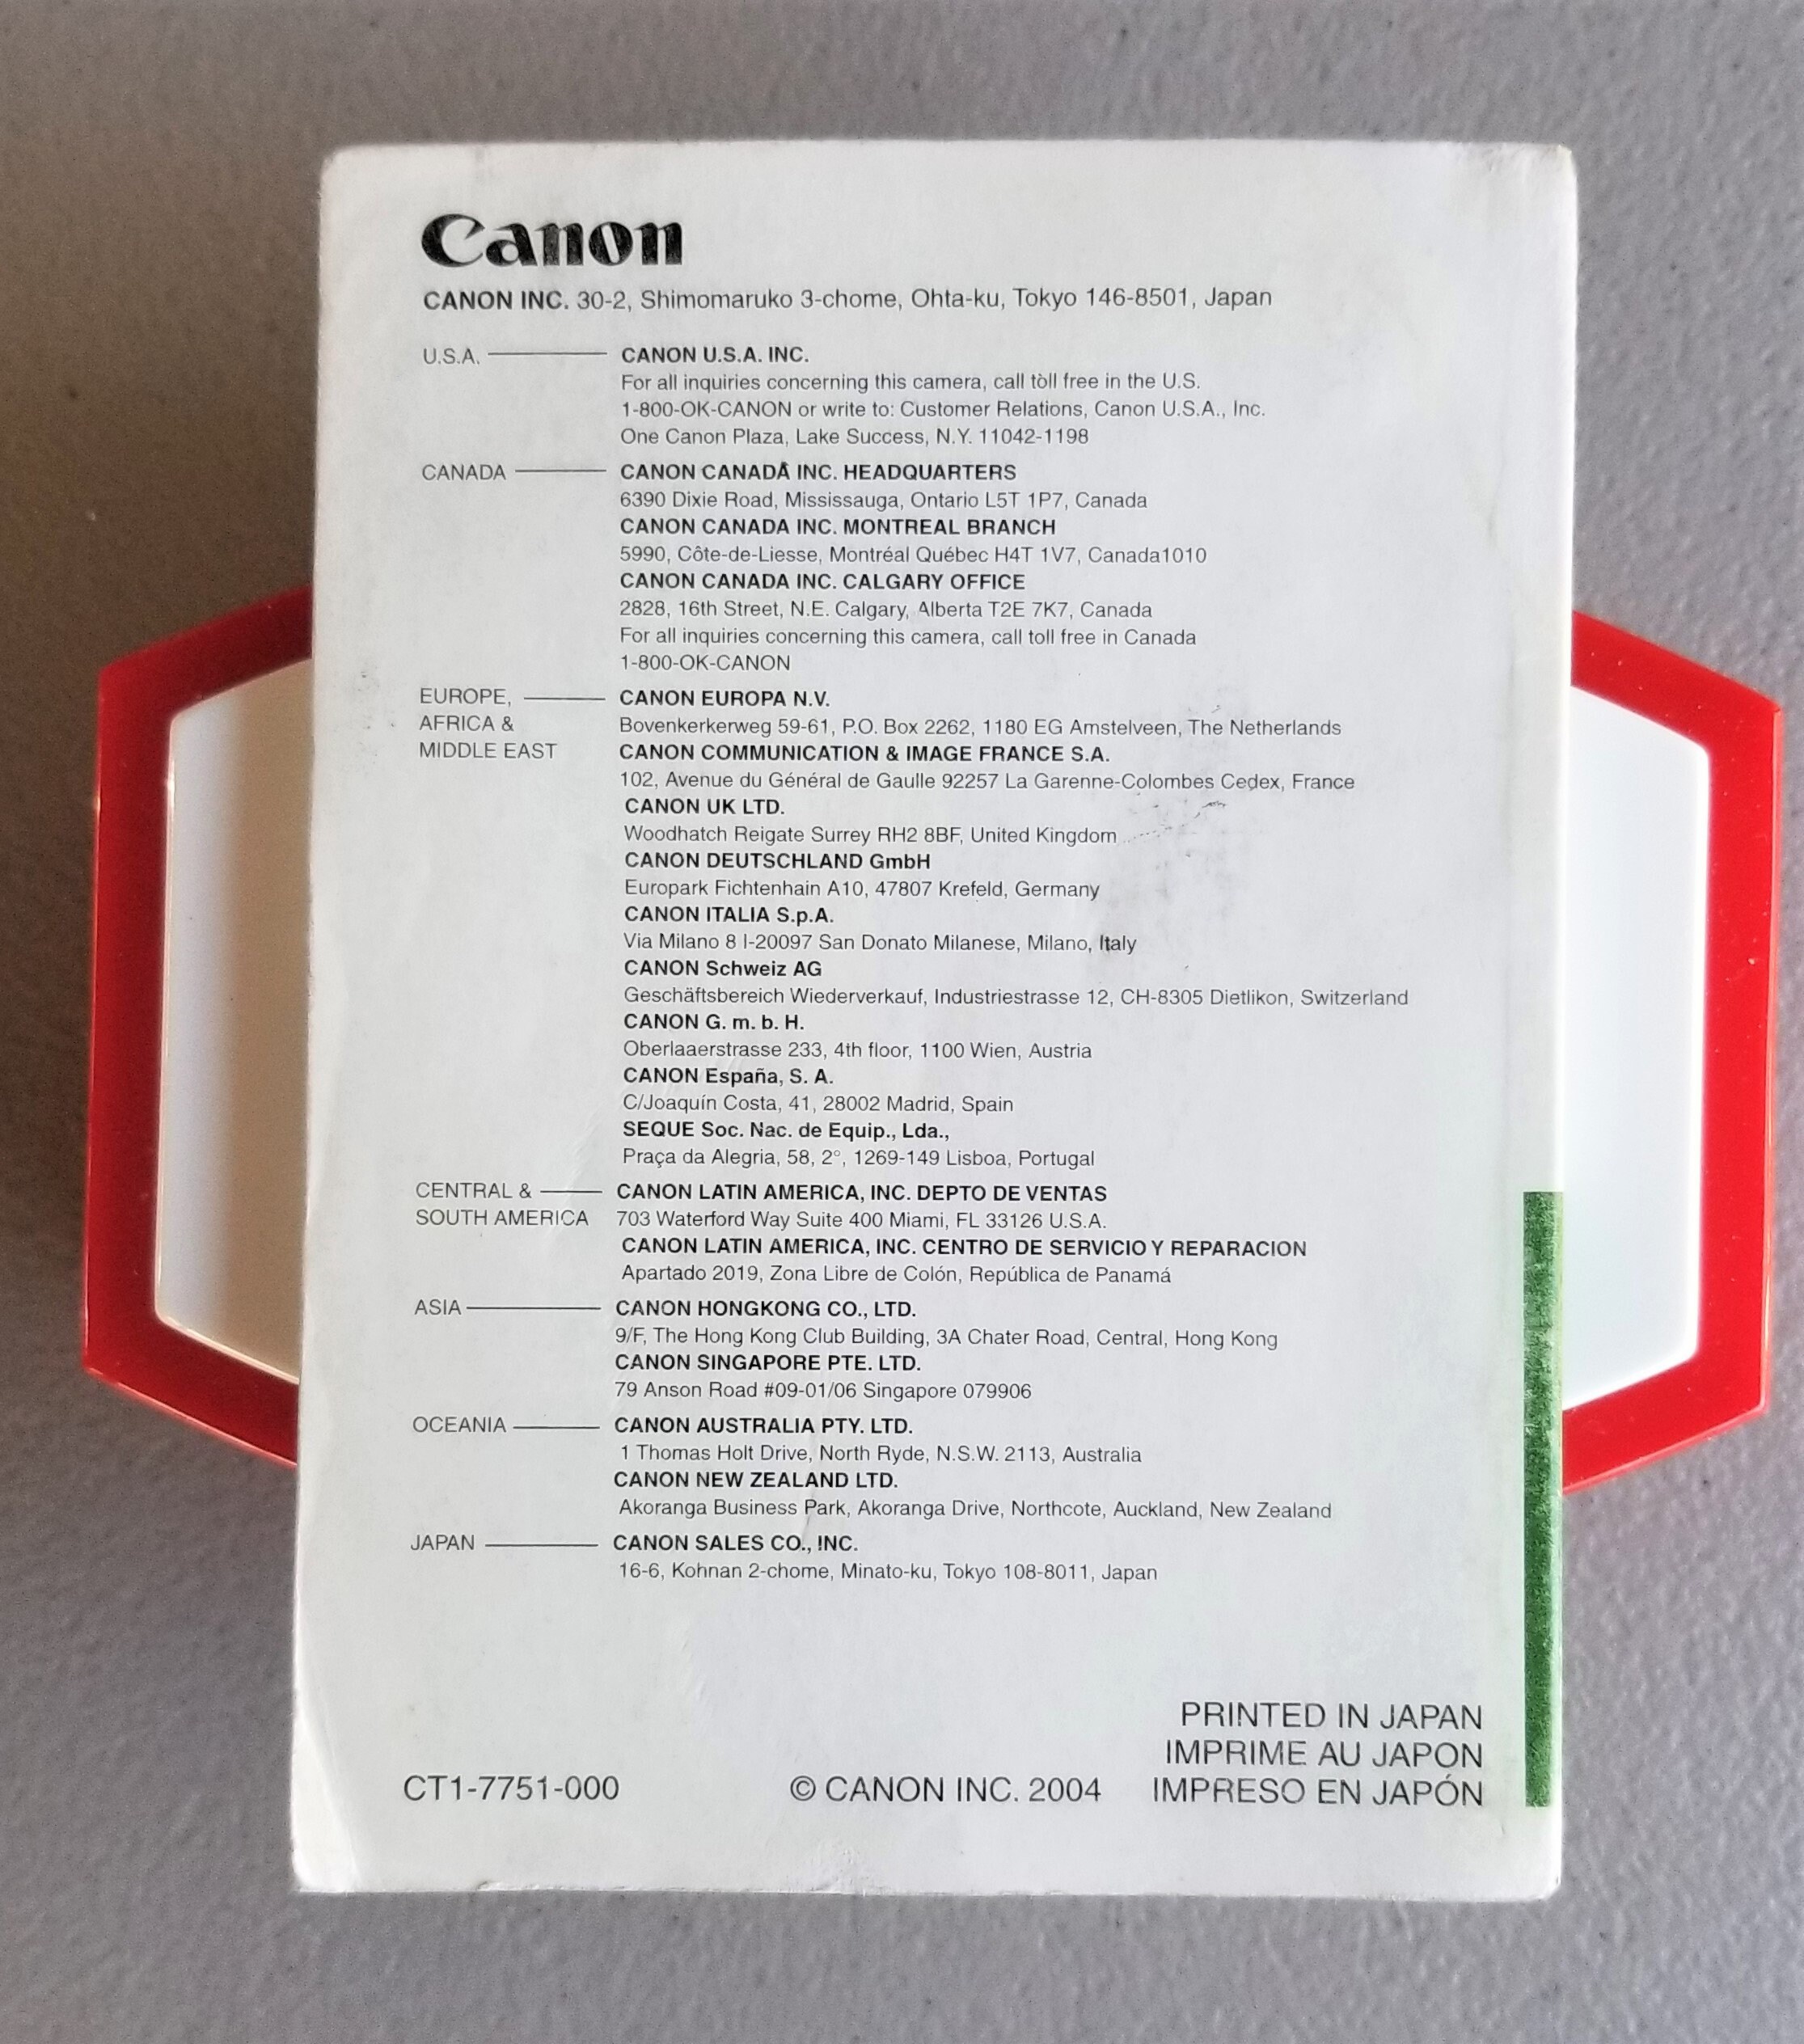 Canon
CANON INC. 30-2, Shimomaruko 3-chome, Ohta-ku, Tokyo 146-8501, Japan
U.S.A. CANON U.S.A. INC.
For all inquiries concerning this camera, call toll free in the U.S.
1-800-OK-CANON or write to: Customer Relations, Canon U.S.A., Inc.
One Canon Plaza, Lake Success, N.Y. 11042-1198
CANADA CANON CANADA INC. HEADQUARTERS
6390 Dixie Road, Mississauga, Ontario L5T 1P7, Canada
CANON CANADA INC. MONTREAL BRANCH
5990, Côte-de-Liesse, Montréal Québec H4T 1V7, Canada1010
CANON CANADA INC. CALGARY OFFICE
2828, 16th Street, N.E. Calgary, Alberta T2E 7K7, Canada
For all inquiries concerning this camera, call toll free in Canada
1-800-OK-CANON
EUROPE, CANON EUROPA N.V.
AFRICA & Bovenkerkerweg 59-61, P.O. Box 2262, 1180 EG Amstelveen, The Netherlands
MIDDLE EAST CANON COMMUNICATION & IMAGE FRANCE S.A.
102, Avenue du Général de Gaulle 92257 La Garenne-Colombes Cedex, France
CANON UK LTD.
Woodhatch Reigate Surrey RH2 8BF, United Kingdom
CANON DEUTSCHLAND GmbH
Europark Fichtenhain A10, 47807 Krefeld, Germany
CANON ITALIA S.p.A.
Via Milano 8 I-20097 San Donato Milanese, Milano, Italy
CANON Schweiz AG
Geschäftsbereich Wiederverkauf, Industriestrasse 12, CH-8305 Dietlikon, Switzerland
CANON G. m. b. H.
Oberlaaerstrasse 233, 4th floor, 1100 Wien, Austria
CANON España, S. A.
C/Joaquín Costa, 41, 28002 Madrid, Spain
SEQUE Soc. Nac. de Equip., Lda.,
Praça da Alegria, 58, 2°, 1269-149 Lisboa, Portugal
CENTRAL & CANON LATIN AMERICA, INC. DEPTO DE VENTAS
SOUTH AMERICA 703 Waterford Way Suite 400 Miami, FL 33126 U.S.A.
CANON LATIN AMERICA, INC. CENTRO DE SERVICIO Y REPARACION
Apartado 2019, Zona Libre de Colón, República de Panamá
ASIA CANON HONGKONG CO., LTD.
9/F, The Hong Kong Club Building, 3A Chater Road, Central, Hong Kong
CANON SINGAPORE PTE. LTD.
79 Anson Road #09-01/06 Singapore 079906
OCEANIA CANON AUSTRALIA PTY. LTD.
1 Thomas Holt Drive, North Ryde, N.S.W. 2113, Australia
CANON NEW ZEALAND LTD.
Akoranga Business Park, Akoranga Drive, Northcote, Auckland, New Zealand
JAPAN CANON SALES CO., INC.
16-6, Kohnan 2-chome, Minato-ku, Tokyo 108-8011, Japan
PRINTED IN JAPAN
IMPRIME AU JAPON
CT1-7751-000 © CANON INC. 2004 IMPRESO EN JAPÓN